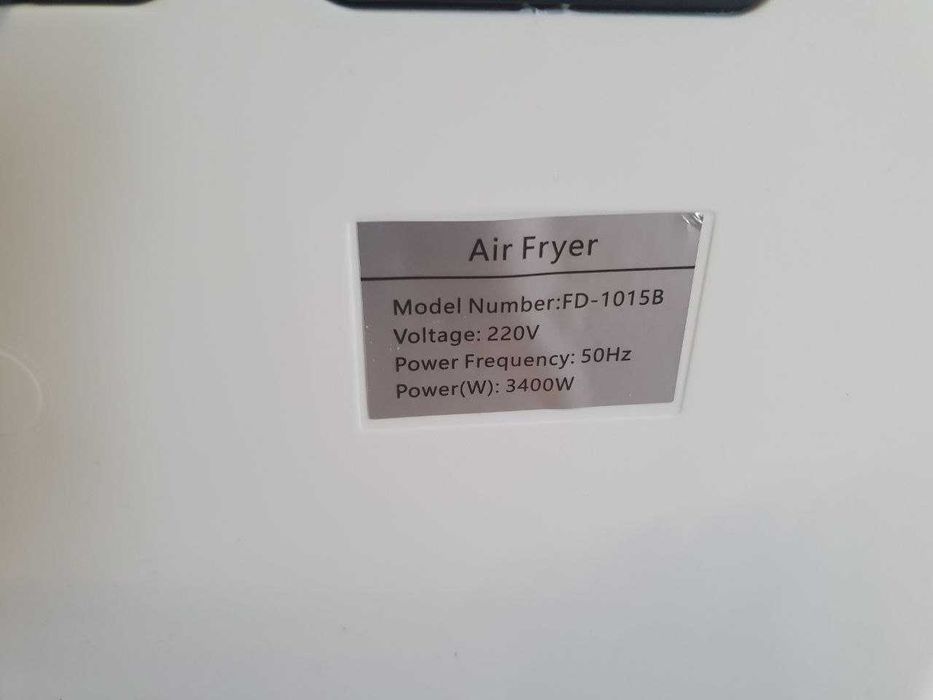 Air Fryer
Model Number:FD-1015B
Voltage: 220V
Power Frequency: 50Hz
Power(W): 3400W